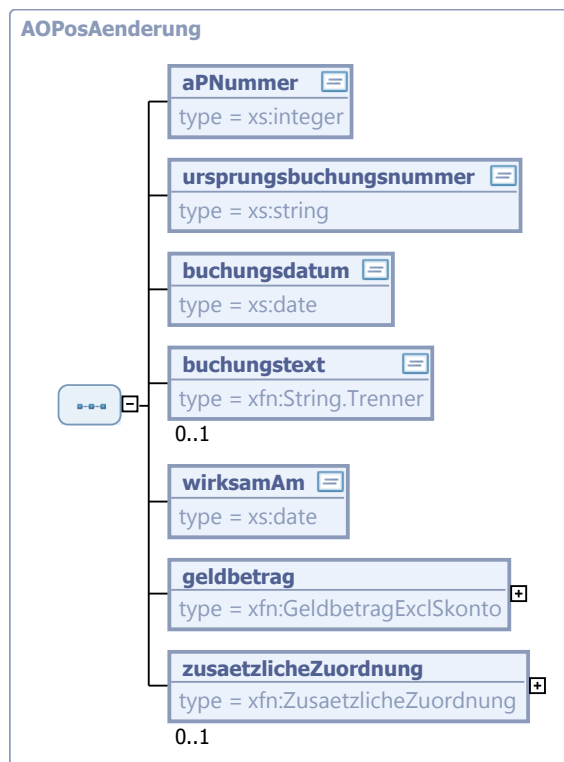 AOPosAenderung
aPNummer
type = xs:integer
ursprungsbuchungsnummer
type = xs:string
buchungsdatum
type = xs:date
buchungstext
type = xfn:String.Trenner
0..1
wirksamAm
type = xs:date
geldbetrag
type = xfn:GeldbetragExclSkonto
zusaetzlicheZuordnung
type = xfn:ZusaetzlicheZuordnung
0..1